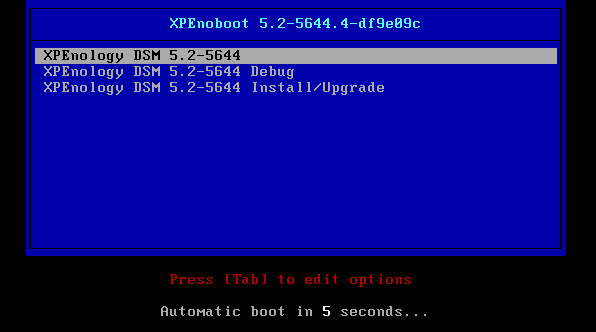 XPEnoboot 5.2-5644.4-df9e09c
XPEnology DSM 5.2-5644
XPEnology DSM 5.2-5644 Debug
XPEnology DSM 5.2-5644 Install/Upgrade
Press [Tab] to edit options
Automatic boot in 5 seconds...